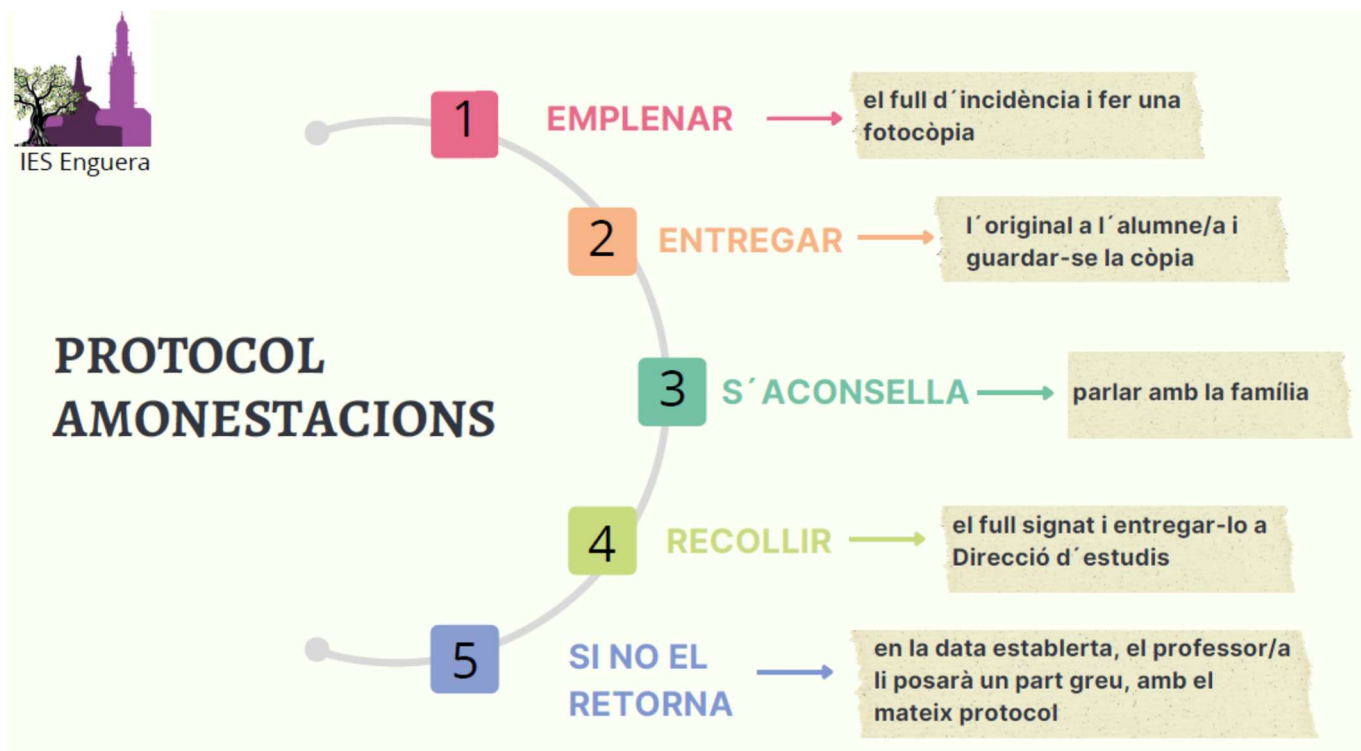 IES Enguera
PROTOCOL
AMONESTACIONS
1
EMPLENAR
el full d´incidència i fer una
fotocòpia
2
ENTREGAR
l´original a l´alumne/a i
guardar-se la còpia
3
S´ACONSELLA
parlar amb la família
4
RECOLLIR
el full signat i entregar-lo a
Direcció d´estudis
5
SI NO EL
RETORNA
en la data establerta, el professor/a
li posarà un part greu, amb el
mateix protocol